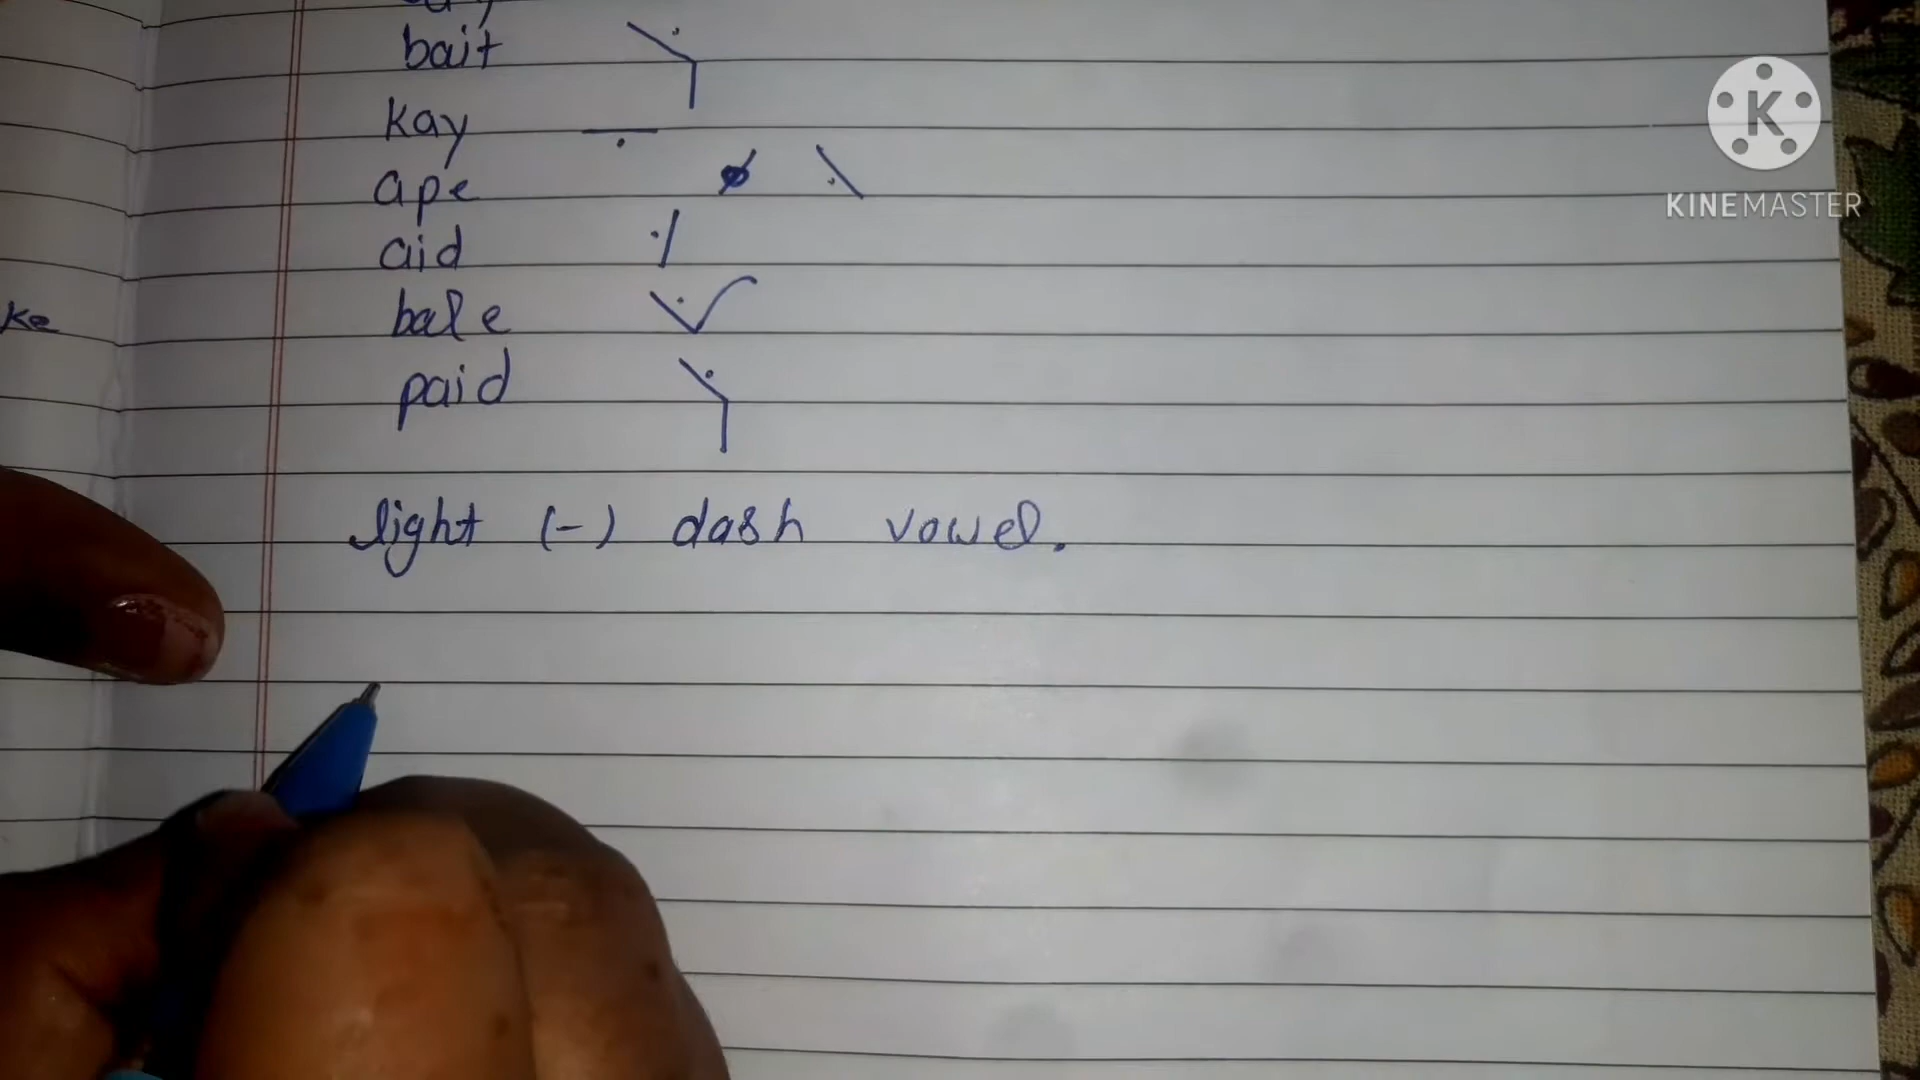 bait
kay
ape
aid
bale
paid
light (-) dash vowel.
ke
K
KINEMASTER